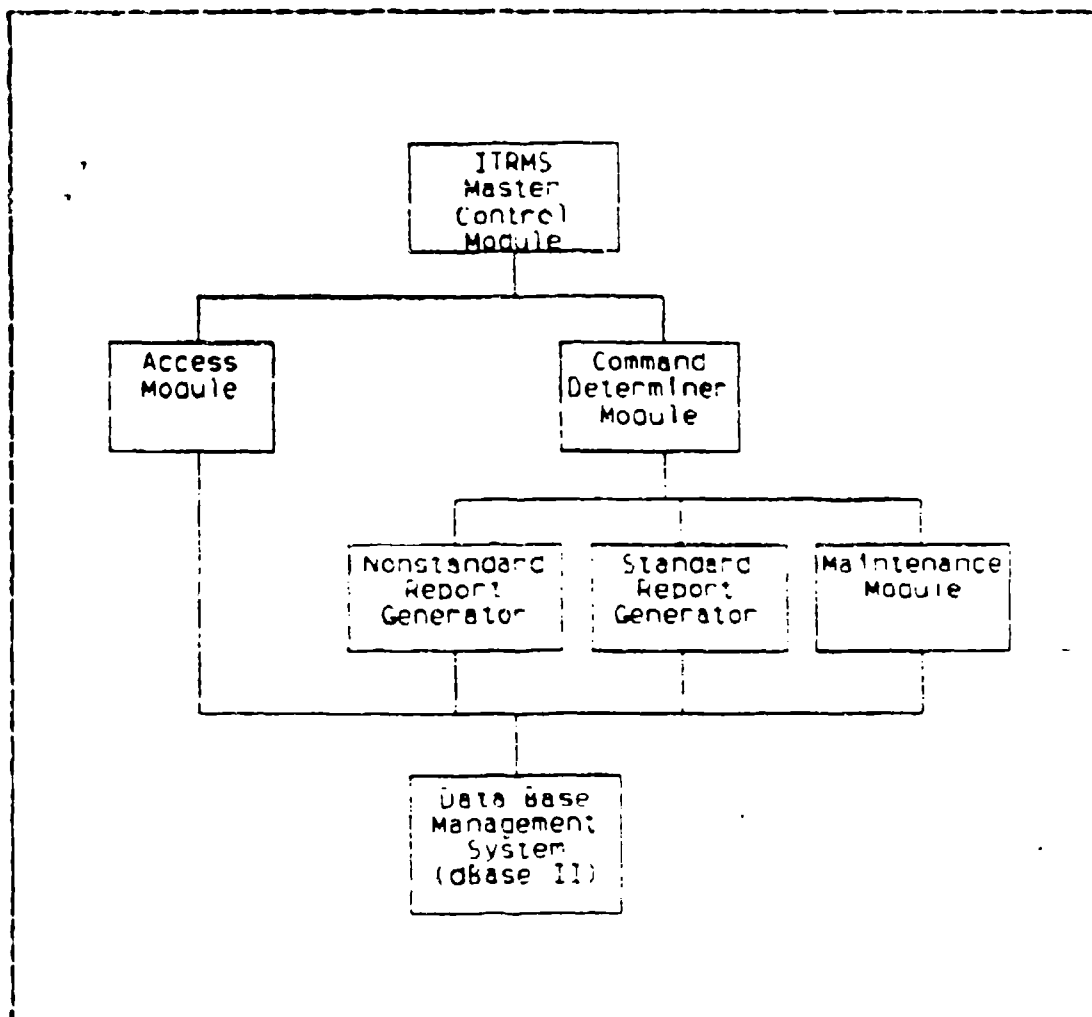 ITRMS
Master
Control
Module
Access
Module
Command
Determiner
Module
Nonstandard
Report
Generator
Standard
Report
Generator
Maintenance
Module
Data Base
Management
System
(dBase II)